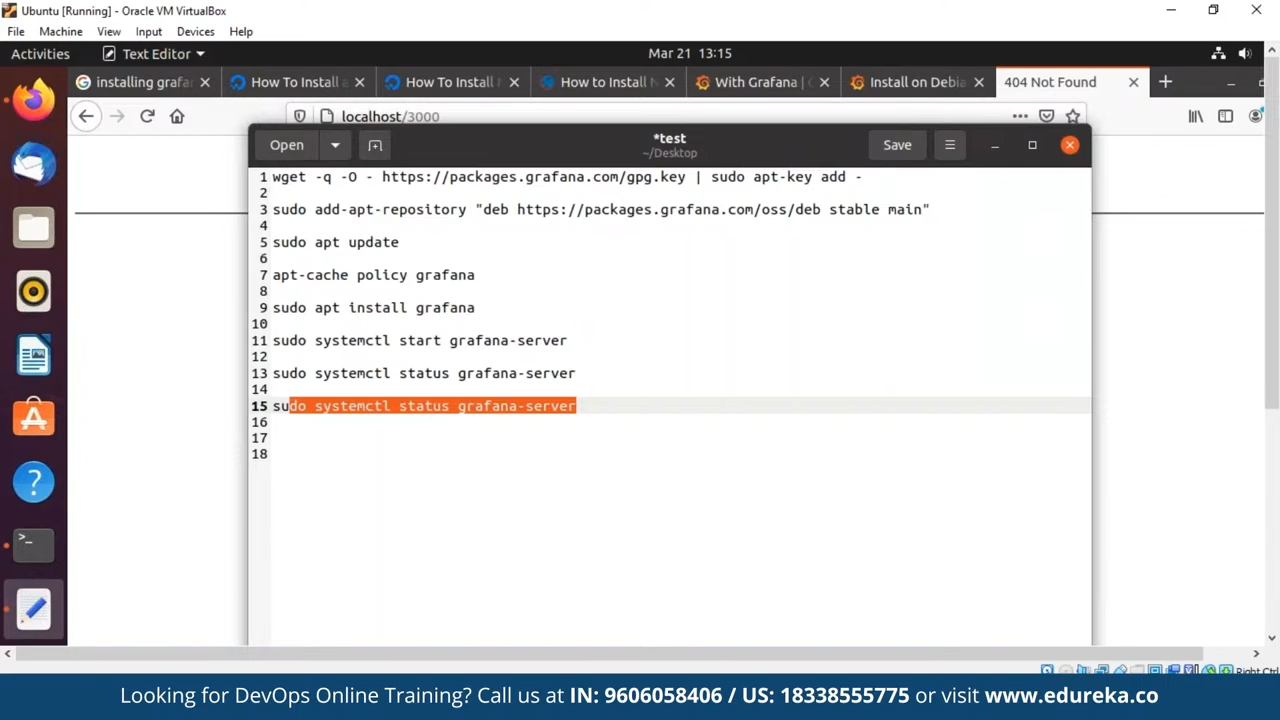 Ubuntu [Running] - Oracle VM VirtualBox
File Machine View Input Devices Help
Activities Text Editor Mar 21 13:15
installing grafa How To Install a How To Install How to Install N With Grafana | Install on Debia 404 Not Found
localhost/3000
Open *test Save
~/Desktop
1 wget -q -O - https://packages.grafana.com/gpg.key | sudo apt-key add -
2
3 sudo add-apt-repository "deb https://packages.grafana.com/oss/deb stable main"
4
5 sudo apt update
6
7 apt-cache policy grafana
8
9 sudo apt install grafana
10
11 sudo systemctl start grafana-server
12
13 sudo systemctl status grafana-server
14
15 sudo systemctl status grafana-server
16
17
18
Right Ctrl
Looking for DevOps Online Training? Call us at IN: 9606058406 / US: 18338555775 or visit www.edureka.co